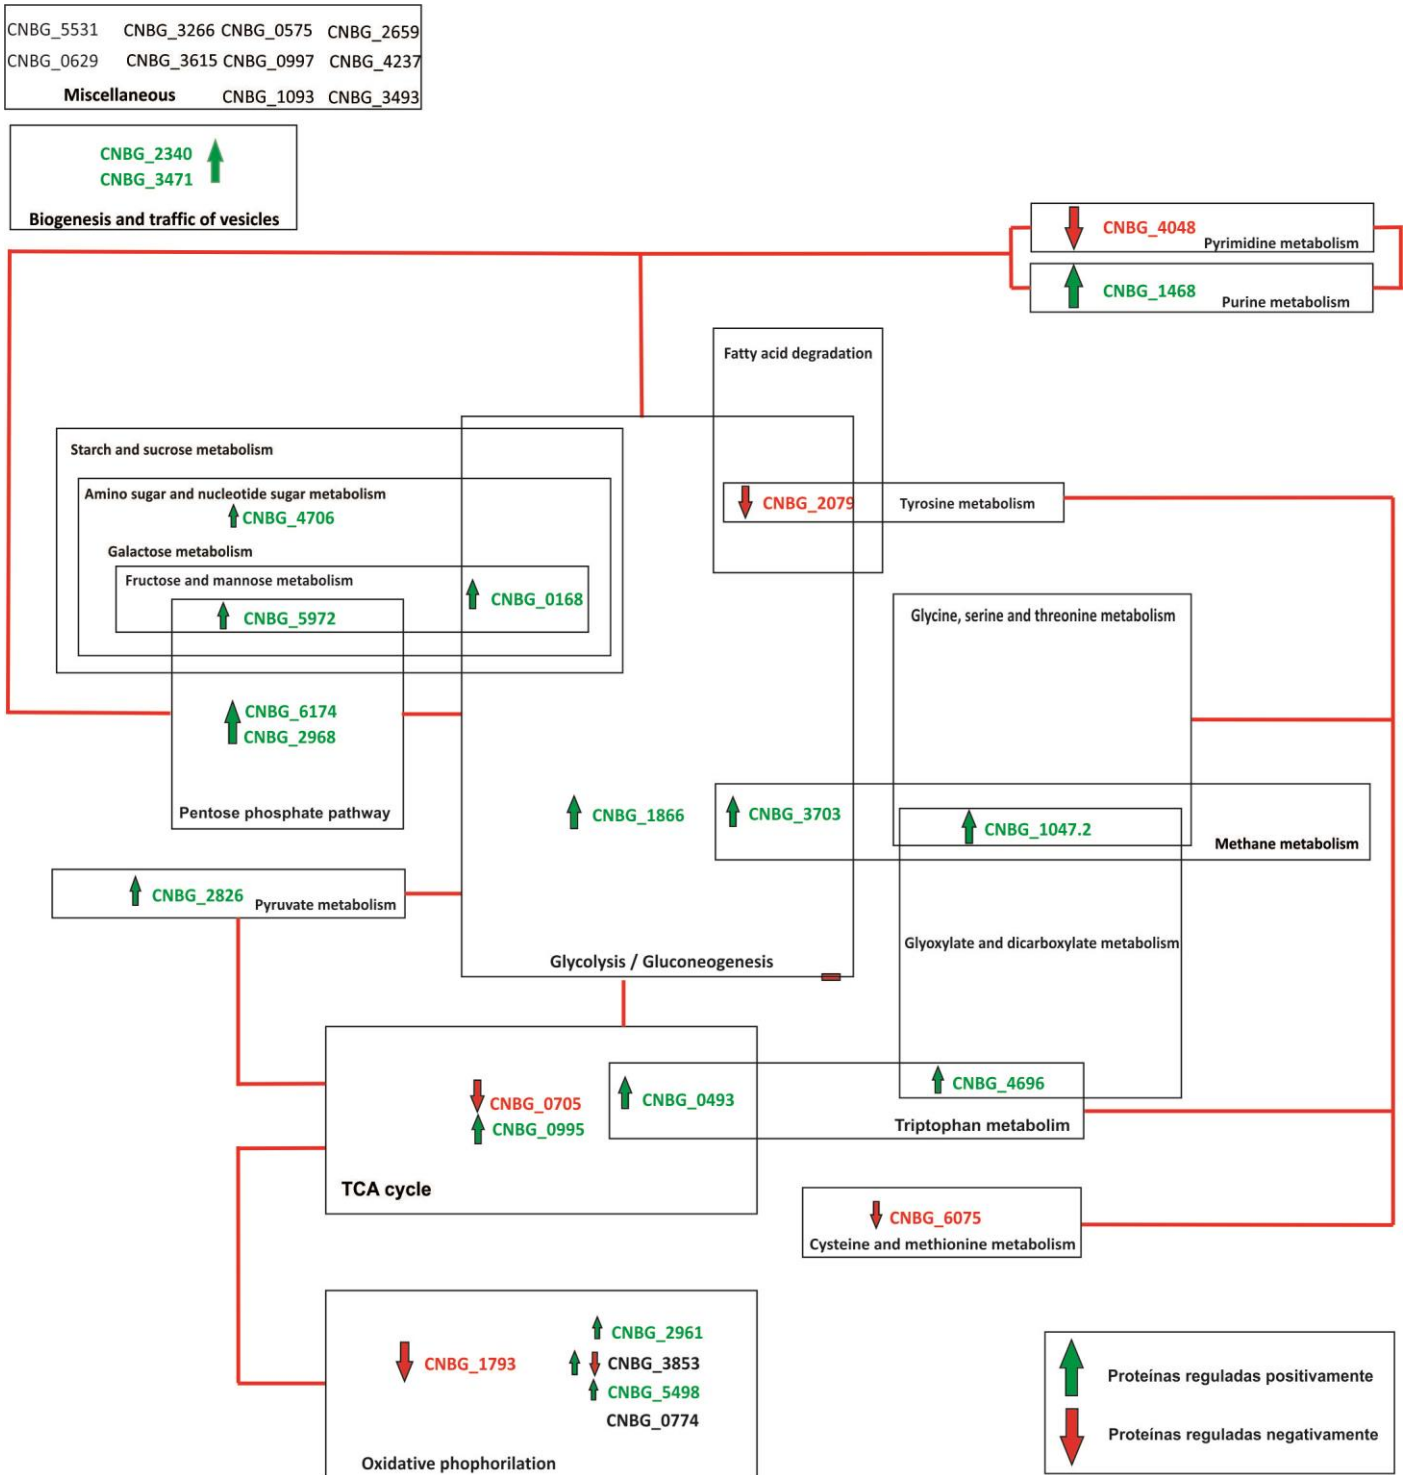 CNBG_5531 CNBG_3266 CNBG_0575 CNBG_2659
CNBG_0629 CNBG_3615 CNBG_0997 CNBG_4237
Miscellaneous CNBG_1093 CNBG_3493
CNBG_2340
CNBG_3471
Biogenesis and traffic of vesicles
CNBG_4048
Pyrimidine metabolism
CNBG_1468
Purine metabolism
Fatty acid degradation
Starch and sucrose metabolism
Amino sugar and nucleotide sugar metabolism
CNBG_4706
CNBG_2079 Tyrosine metabolism
Galactose metabolism
Fructose and mannose metabolism
CNBG_0168
CNBG_5972
Glycine, serine and threonine metabolism
CNBG_6174
CNBG_2968
Pentose phosphate pathway
CNBG_1866
CNBG_3703
CNBG_1047.2
Methane metabolism
CNBG_2826 Pyruvate metabolism
Glyoxylate and dicarboxylate metabolism
Glycolysis / Gluconeogenesis
CNBG_0705
CNBG_0995
CNBG_0493
CNBG_4696
Triptophan metabolim
TCA cycle
CNBG_6075
Cysteine and methionine metabolism
CNBG_2961
CNBG_1793
CNBG_3853
CNBG_5498
CNBG_0774
Oxidative phophorilation
Proteínas reguladas positivamente
Proteínas reguladas negativamente